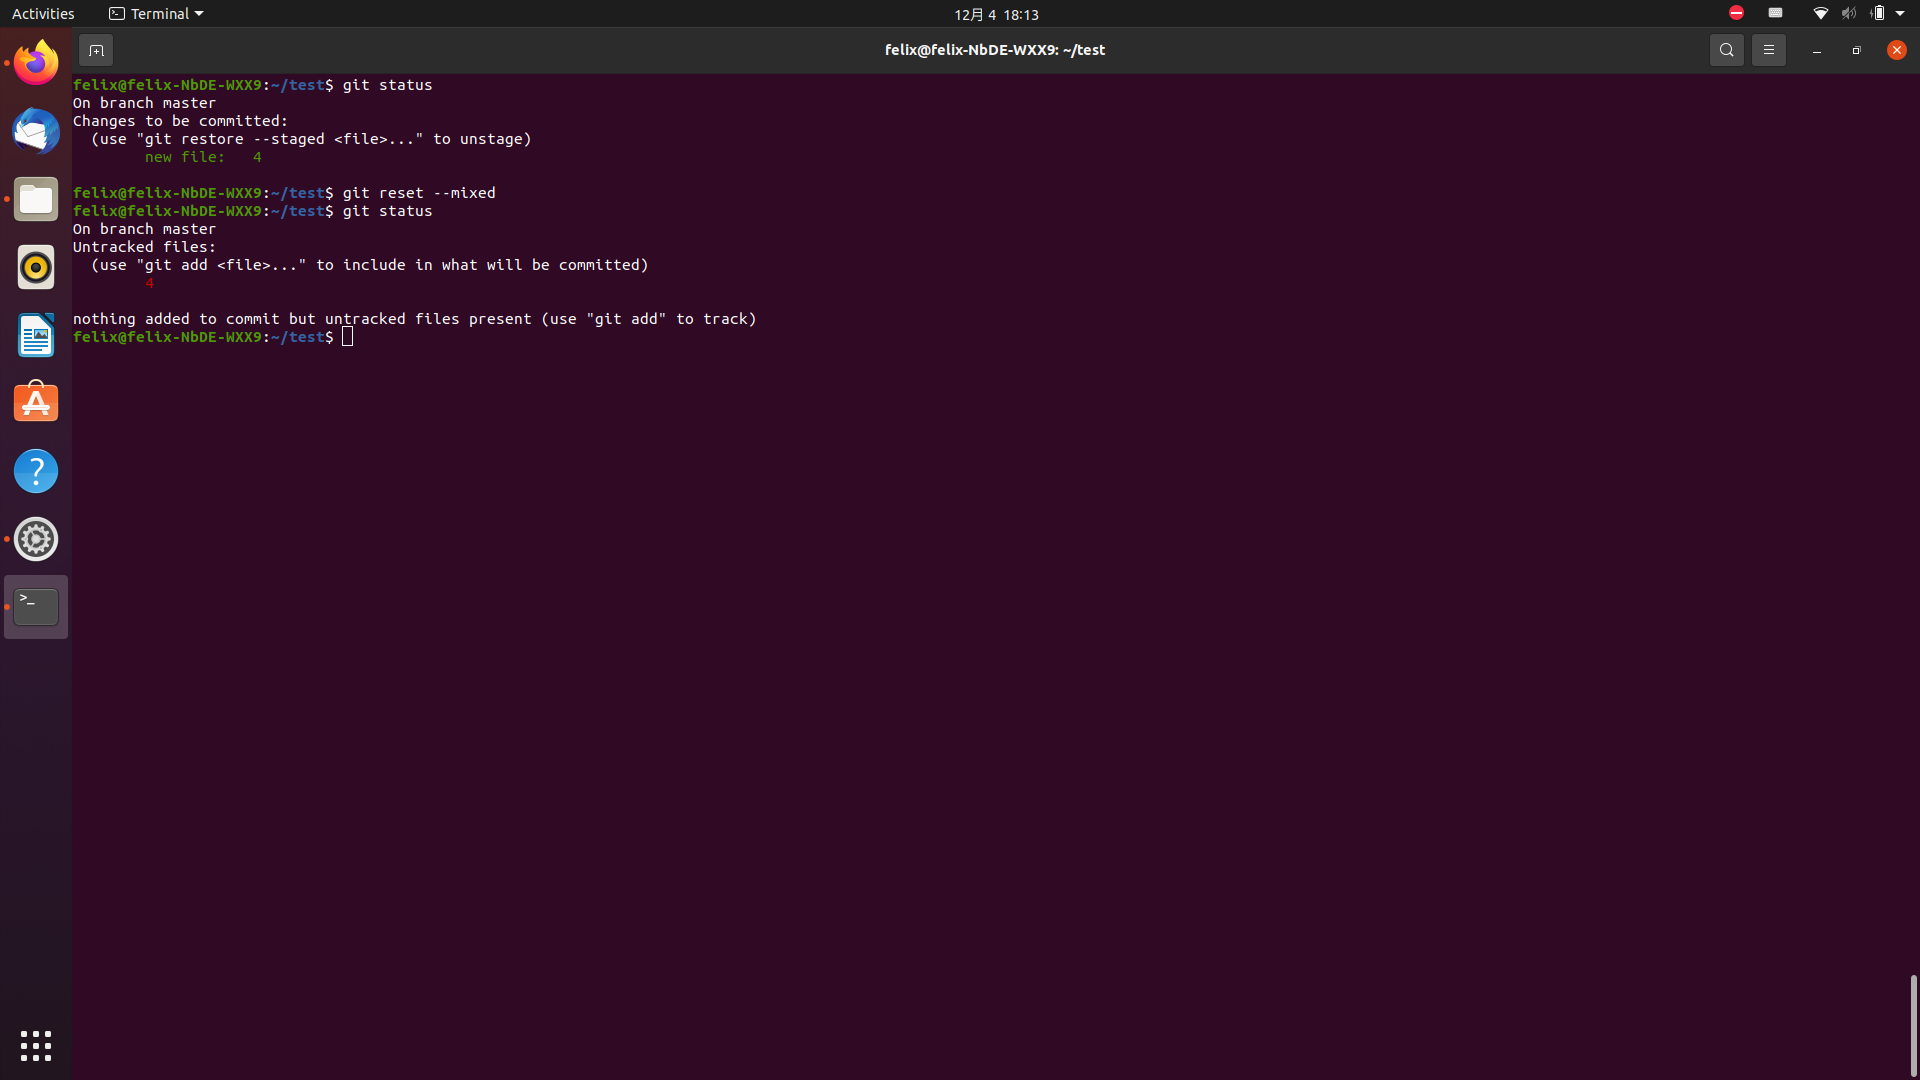 Activities
Terminal
12月 4 18:13
felix@felix-NbDE-WXX9: ~/test
felix@felix-NbDE-WXX9:~/test$ git status
On branch master
Changes to be committed:
  (use "git restore --staged <file>..." to unstage)
        new file:   4
felix@felix-NbDE-WXX9:~/test$ git reset --mixed
felix@felix-NbDE-WXX9:~/test$ git status
On branch master
Untracked files:
  (use "git add <file>..." to include in what will be committed)
        4
nothing added to commit but untracked files present (use "git add" to track)
felix@felix-NbDE-WXX9:~/test$